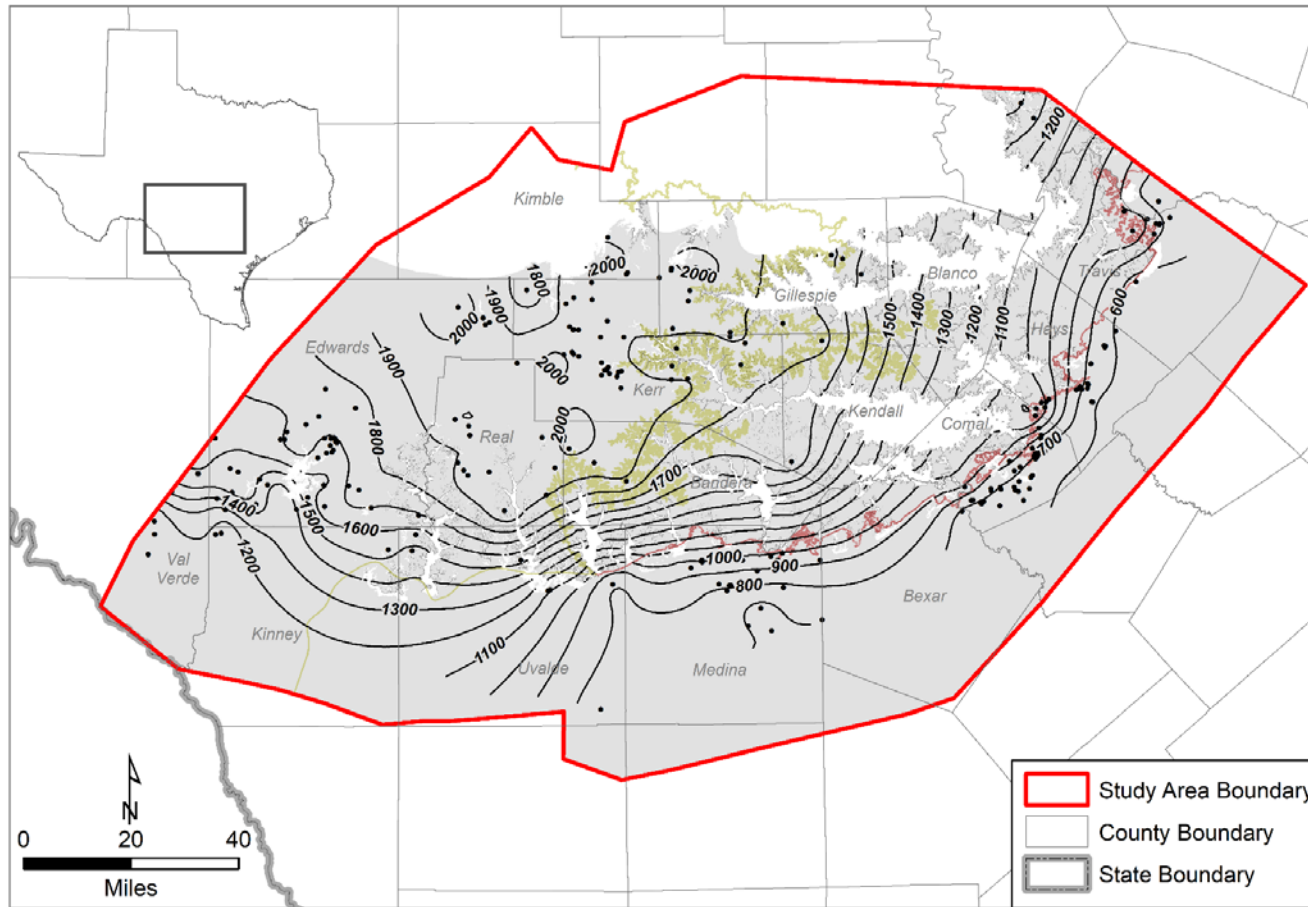 1200
Kimble
2000
2000
1800
1900
2000
Gillespie
Blanco
Travis
600
1500
1400
1300
1200
1100
Hays
Edwards
1900
2000
Kerr
Kendall
Comal
1800
Real
2000
700
1700
Bandera
1400
1500
1600
1200
1000
900
800
Val
Verde
1300
Bexar
Kinney
1100
Uvalde
Medina
N
0 20 40
Miles
Study Area Boundary
County Boundary
State Boundary